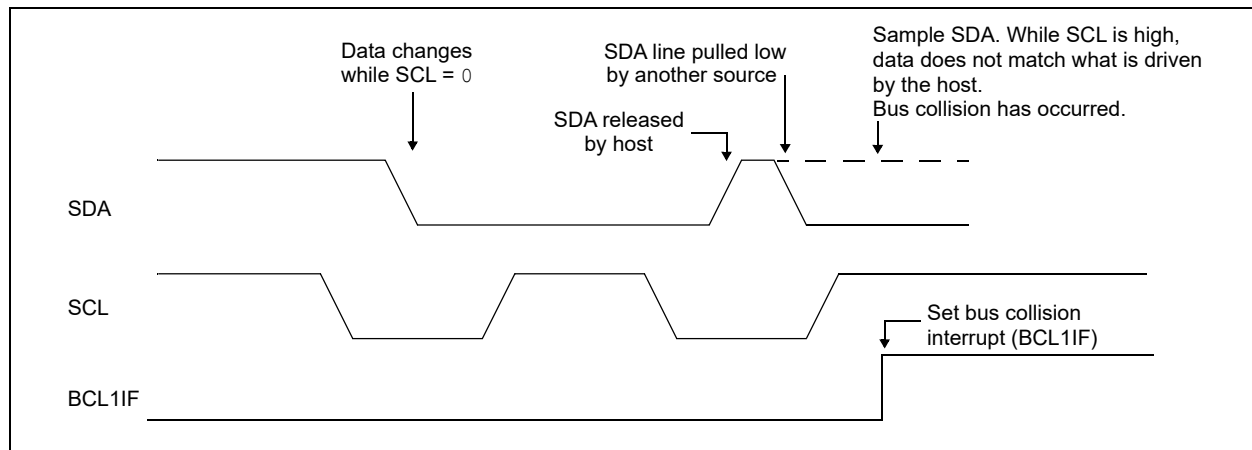 Data changes
while SCL = 0
SDA line pulled low
by another source
SDA released
by host
Sample SDA. While SCL is high,
data does not match what is driven
by the host.
Bus collision has occurred.
SDA
SCL
Set bus collision
interrupt (BCL1IF)
BCL1IF